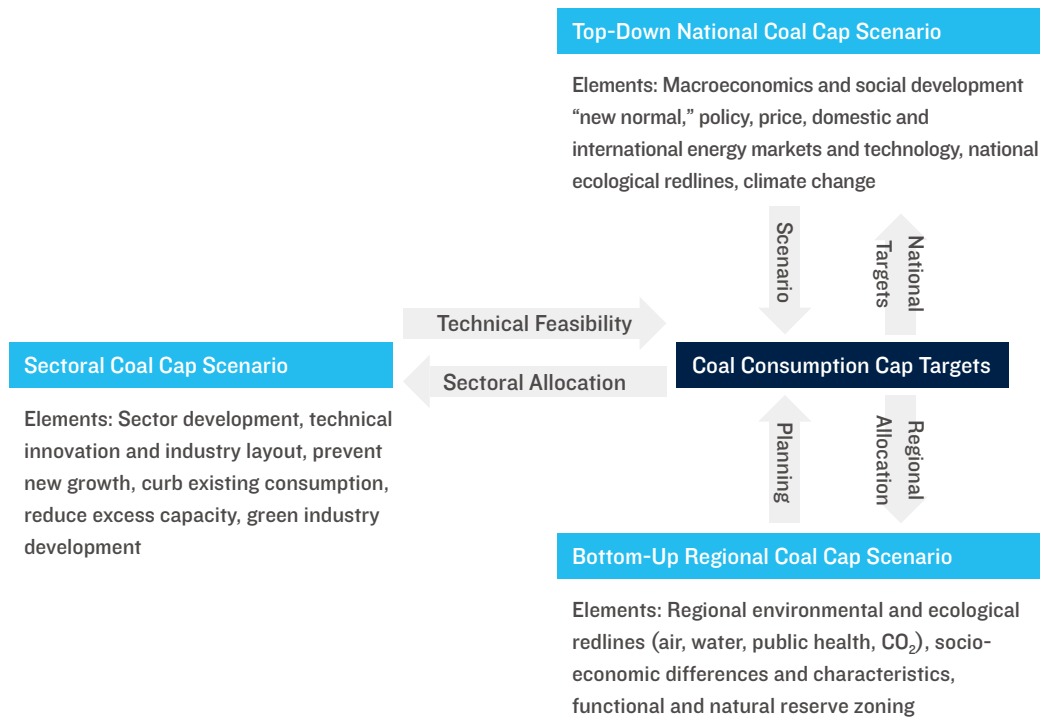 Top-Down National Coal Cap Scenario
Elements: Macroeconomics and social development
“new normal,” policy, price, domestic and
international energy markets and technology, national
ecological redlines, climate change
Scenario
National
Targets
Technical Feasibility
Sectoral Allocation
Sectoral Coal Cap Scenario
Elements: Sector development, technical
innovation and industry layout, prevent
new growth, curb existing consumption,
reduce excess capacity, green industry
development
Coal Consumption Cap Targets
Planning
Regional
Allocation
Bottom-Up Regional Coal Cap Scenario
Elements: Regional environmental and ecological
redlines (air, water, public health, CO₂), socio-
economic differences and characteristics,
functional and natural reserve zoning